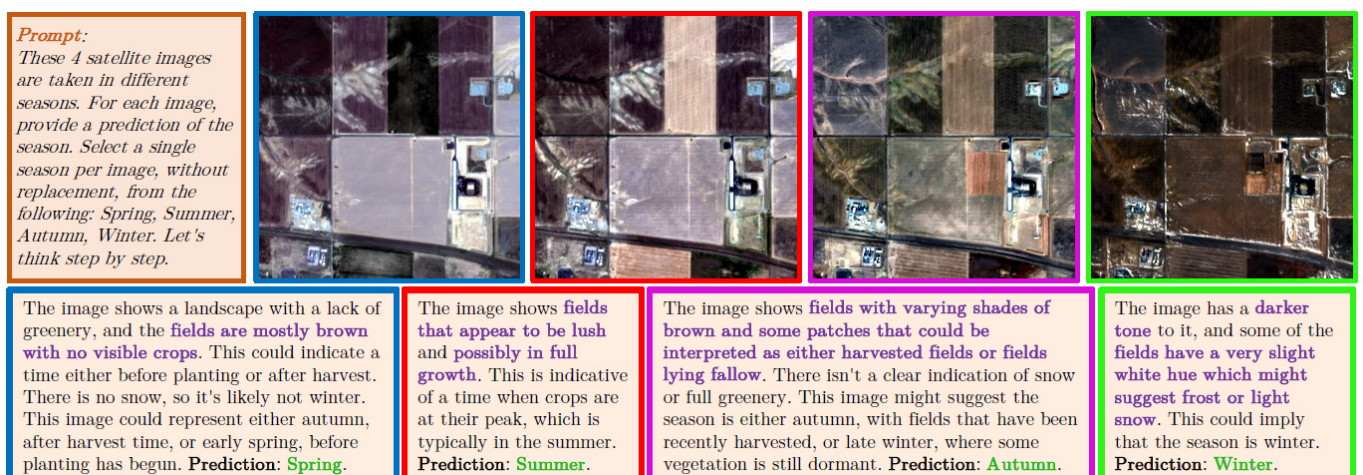 Prompt:
These 4 satellite images
are taken in different
seasons. For each image,
provide a prediction of the
season. Select a single
season per image, without
replacement, from the
following: Spring, Summer,
Autumn, Winter. Let's
think step by step.
The image shows a landscape with a lack of
greenery, and the fields are mostly brown
with no visible crops. This could indicate a
time either before planting or after harvest.
There is no snow, so it's likely not winter.
This image could represent either autumn,
after harvest time, or early spring, before
planting has begun. Prediction: Spring.
The image shows fields
that appear to be lush
and possibly in full
growth. This is indicative
of a time when crops are
at their peak, which is
typically in the summer.
Prediction: Summer.
The image shows fields with varying shades of
brown and some patches that could be
interpreted as either harvested fields or fields
lying fallow. There isn't a clear indication of snow
or full greenery. This image might suggest the
season is either autumn, with fields that have been
recently harvested, or late winter, where some
vegetation is still dormant. Prediction: Autumn.
The image has a darker
tone to it, and some of the
fields have a very slight
white hue which might
suggest frost or light
snow. This could imply
that the season is winter.
Prediction: Winter.